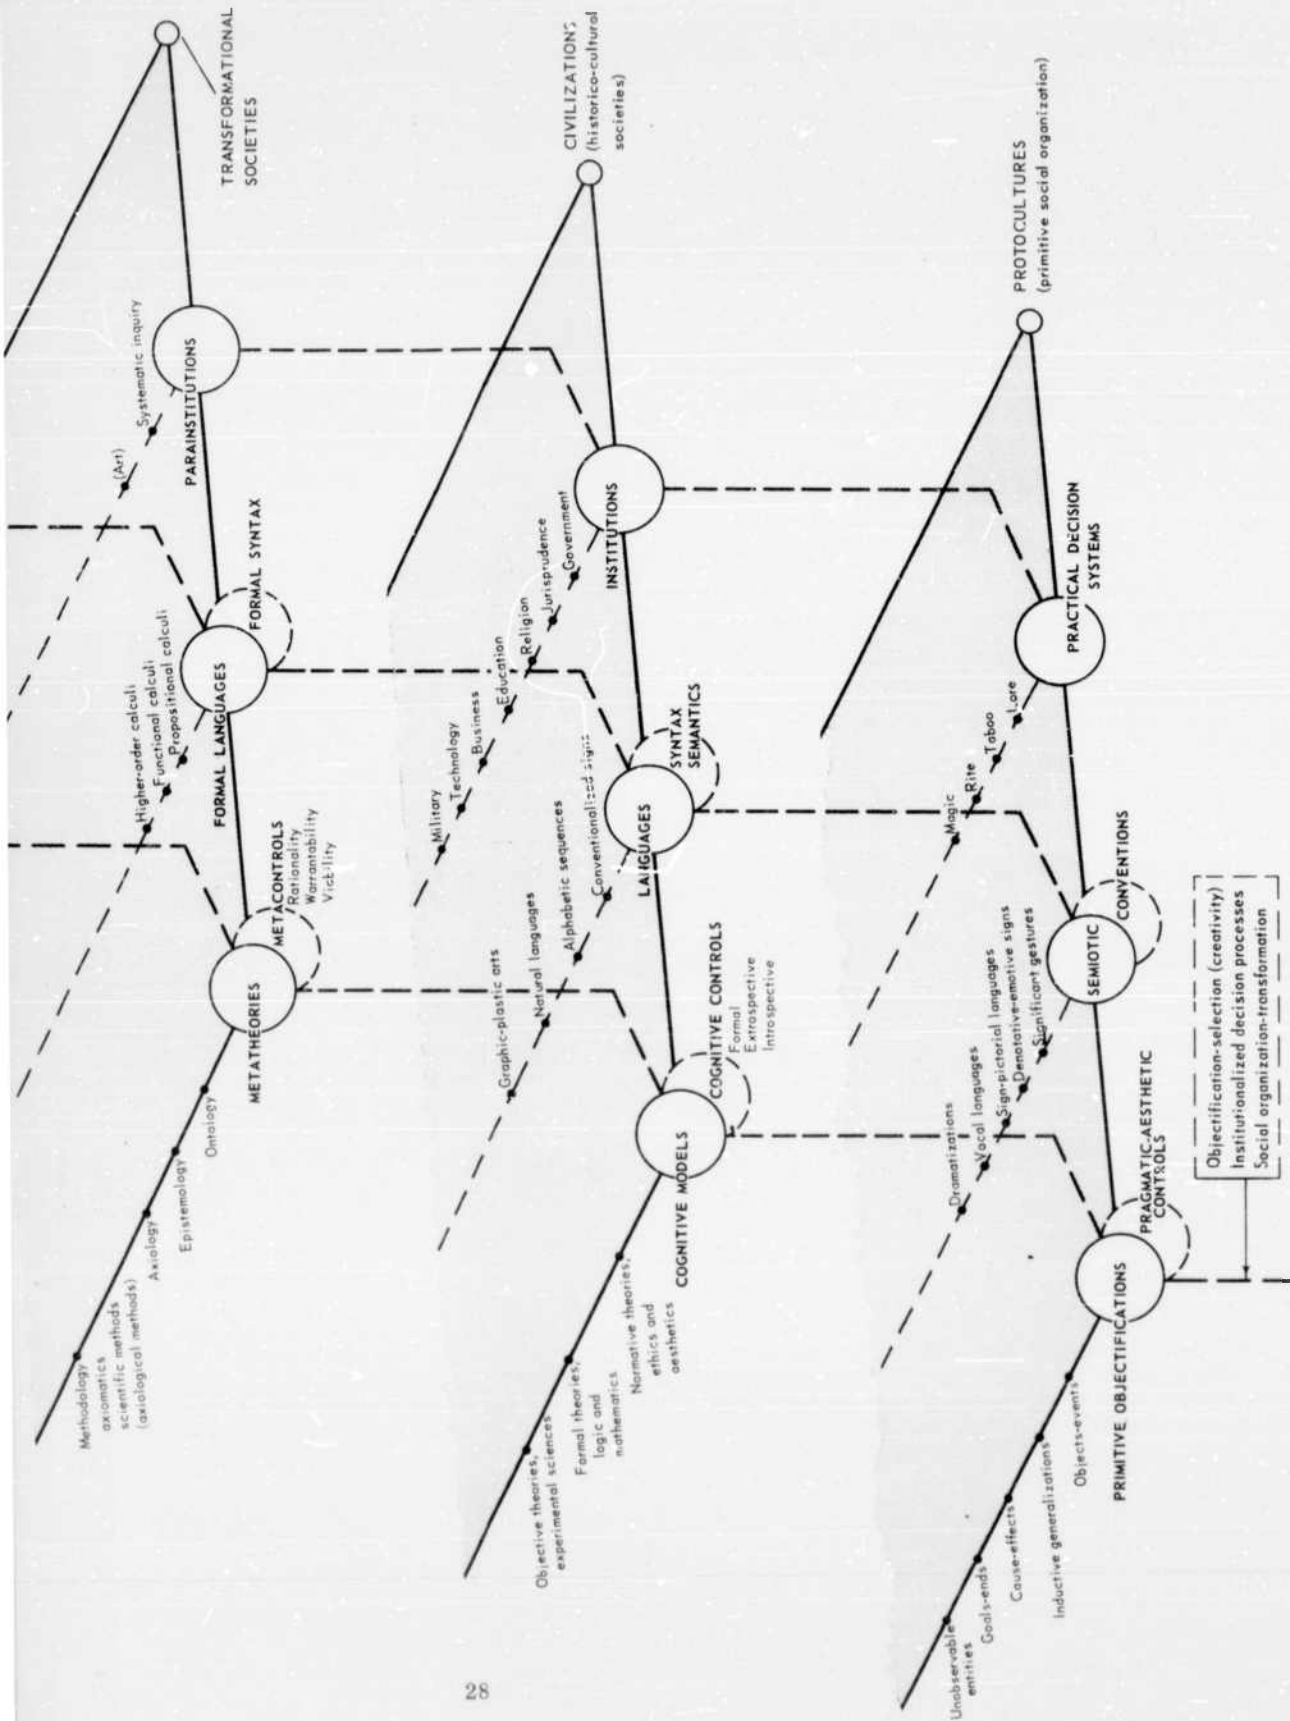 TRANSFORMATIONAL
SOCIETIES
Systematic inquiry
(Art)
PARAINSTITUTIONS
FORMAL SYNTAX
Higher-order calculi
Functional calculi
Propositional calculi
FORMAL LANGUAGES
METACONTROLS
Rationality
Warrantability
Viability
METATHEORIES
Ontology
Epistemology
Axiology
Methodology
axiomatics
scientific methods
(axiological methods)
CIVILIZATIONS
(historico-cultural
societies)
INSTITUTIONS
Government
Jurisprudence
Religion
Education
Business
Technology
Military
SYNTAX
SEMANTICS
LANGUAGES
Conventionalized signs
Alphabetic sequences
Natural languages
Graphic-plastic arts
COGNITIVE CONTROLS
Formal
Extrospective
Introspective
COGNITIVE MODELS
Normative theories,
ethics and
aesthetics
Formal theories,
logic and
mathematics
Objective theories,
experimental sciences
PROTOCULTURES
(primitive social organization)
PRACTICAL DECISION
SYSTEMS
Lore
Taboo
Rite
Magic
CONVENTIONS
SEMIOTIC
Significant gestures
Denotative-emotive signs
Sign-pictorial languages
Vocal languages
Dramatizations
PRAGMATIC-AESTHETIC
CONTROLS
PRIMITIVE OBJECTIFICATIONS
Objects-events
Inductive generalizations
Cause-effects
Goals-ends
Unobservable
entities
Objectification-selection (creativity)
Institutionalized decision processes
Social organization-transformation
28